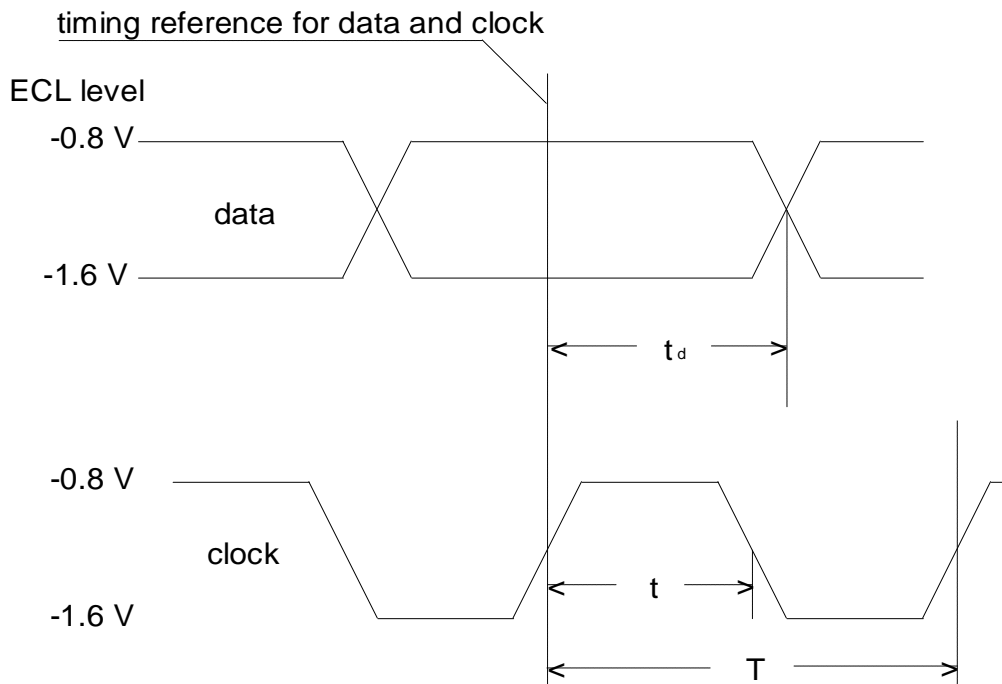 timing reference for data and clock
ECL level
-0.8 V
data
-1.6 V
td
-0.8 V
clock
t
-1.6 V
T